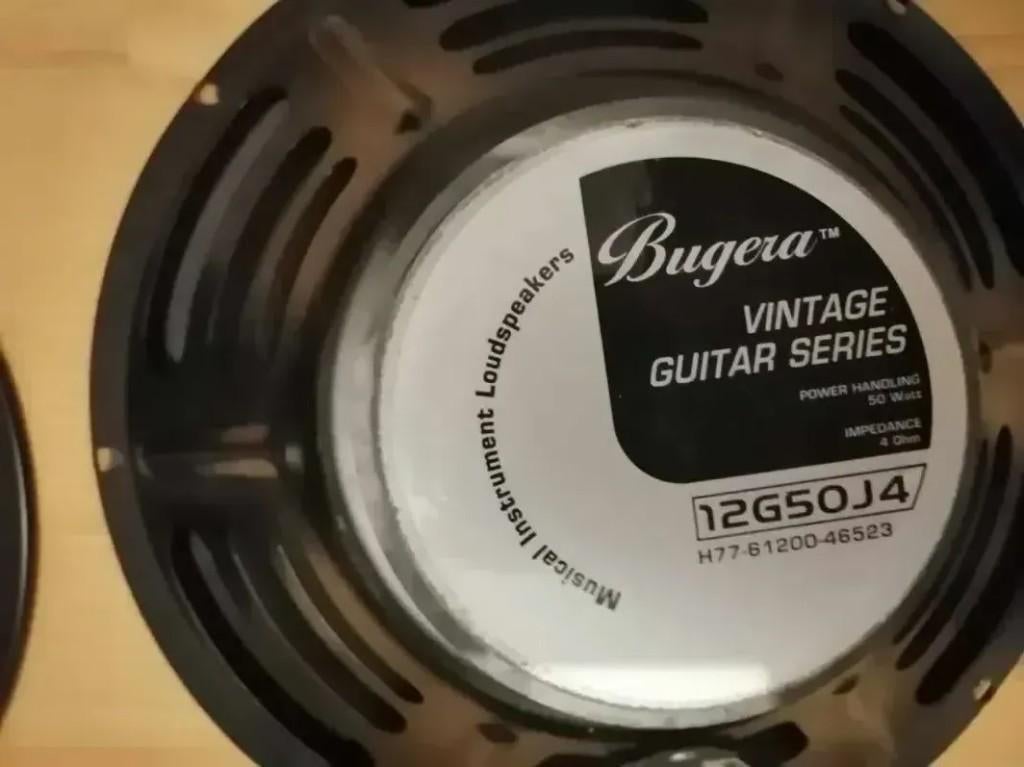 Bugera™
VINTAGE
GUITAR SERIES
POWER HANDLING
50 Watt
IMPEDANCE
4 Ohm
12G50J4
H77-61200-46523
Musical Instrument Loudspeakers